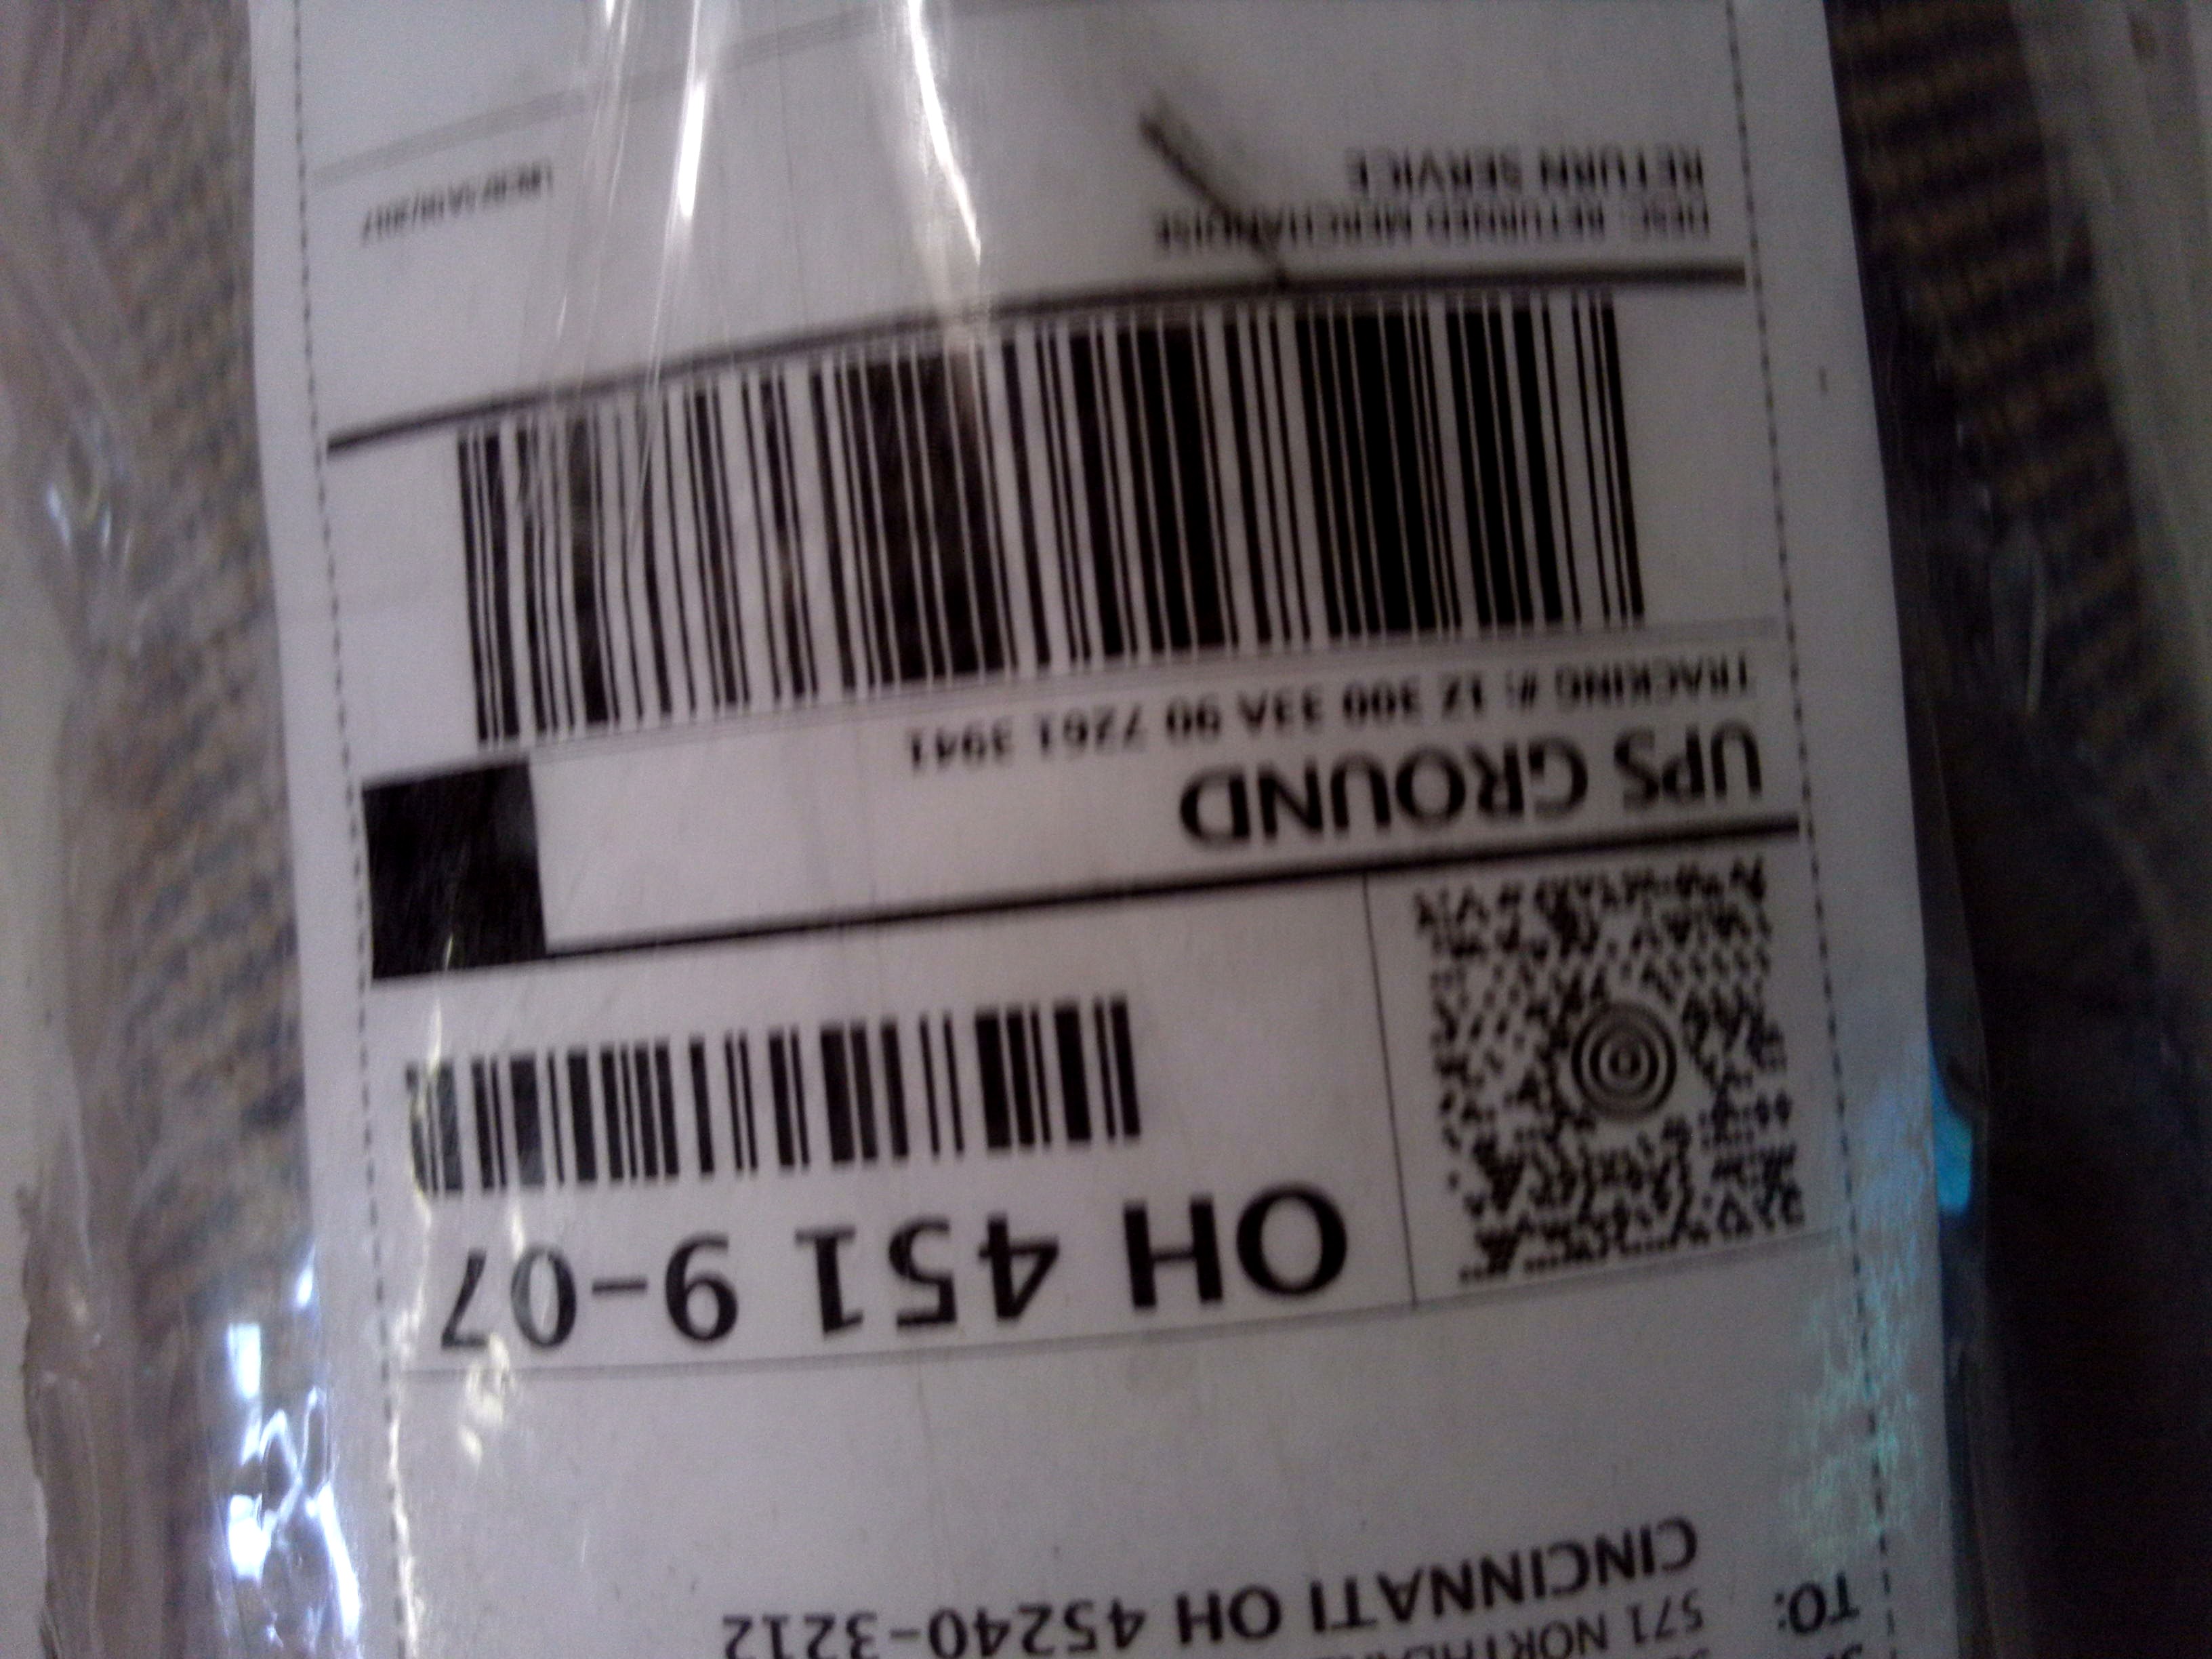 TO:
571
CINCINNATI OH 45240-3212
OH 451 9-07
UPS GROUND
TRACKING #: 1Z 300 33A 90 7261 3941
DESC: RETURNED MERCHANDISE
RETURN SERVICE